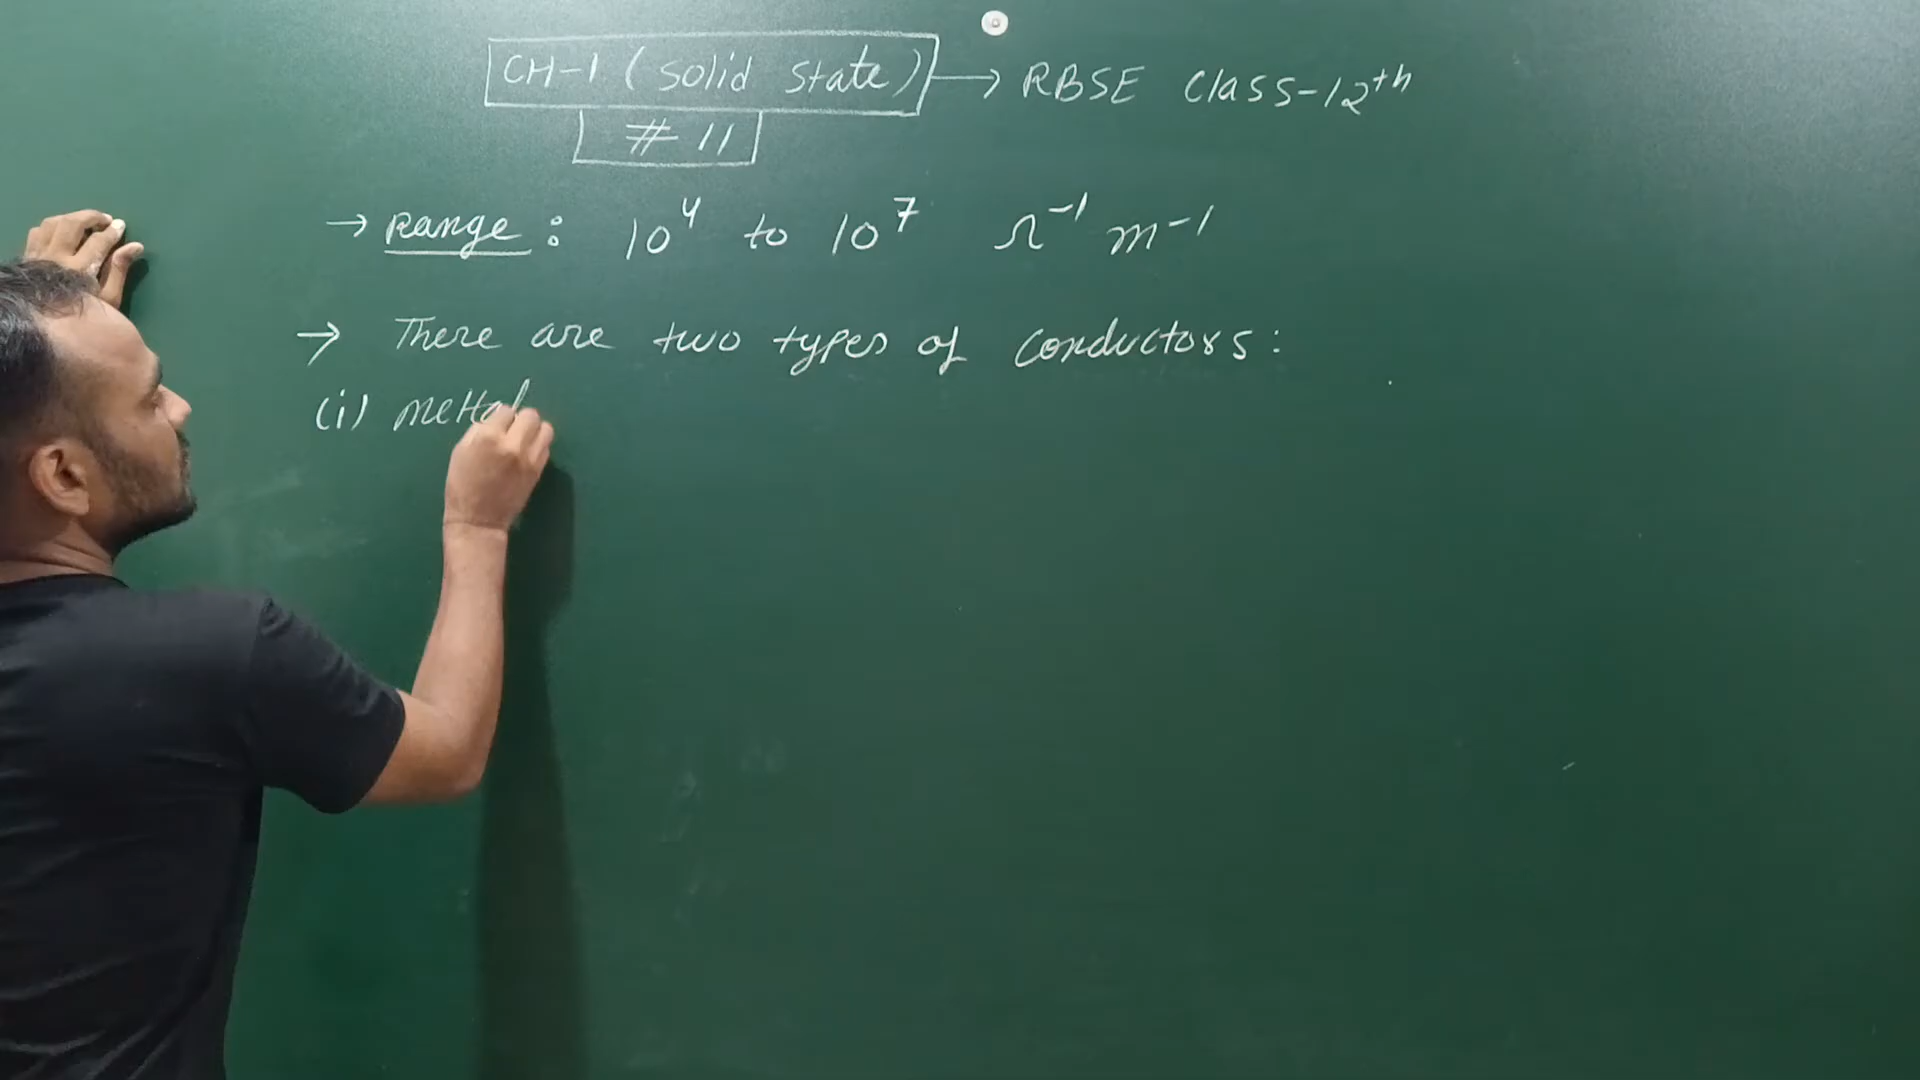 CH-1 (Solid State) → RBSE Class-12th
# 11
→ Range : 10⁴ to 10⁷ Ω⁻¹ m⁻¹
→ There are two types of Conductors :
(i) Mettal